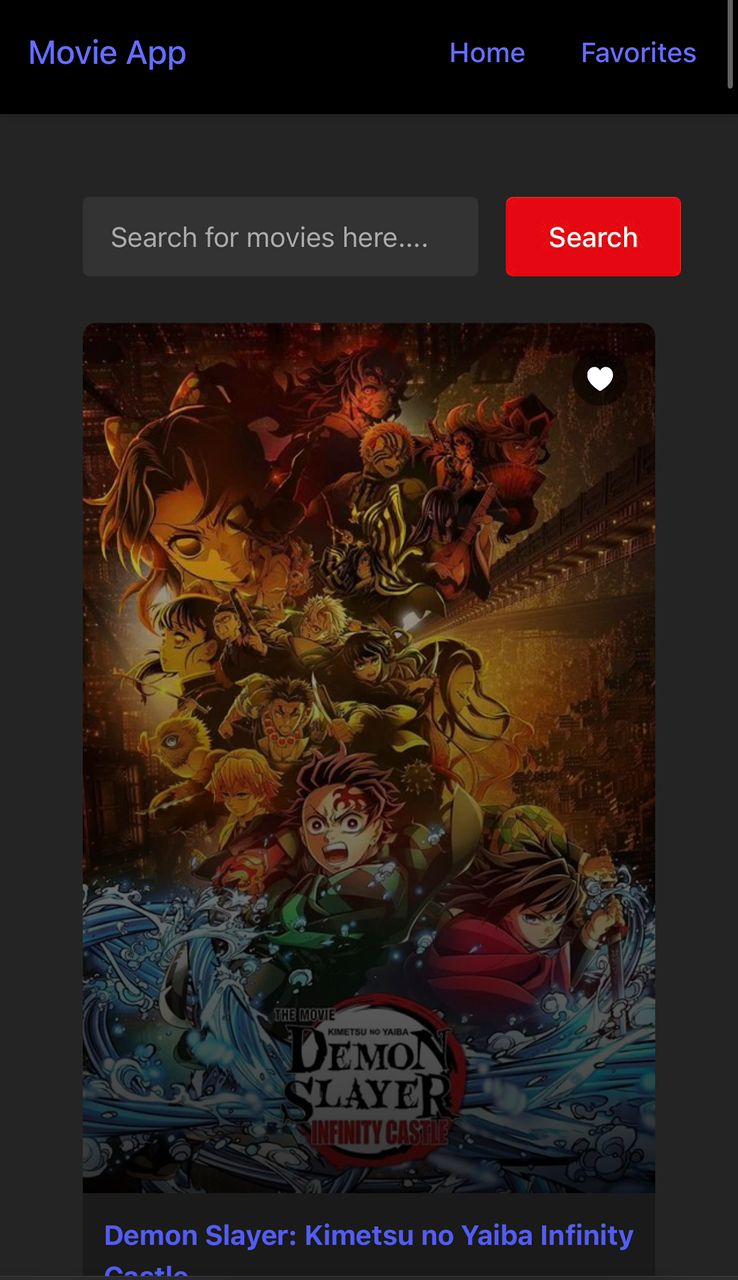 Movie App
Home
Favorites
Search for movies here....
Search
THE MOVIE
KIMETSU NO YAIBA
DEMON
SLAYER
INFINITY CASTLE
Demon Slayer: Kimetsu no Yaiba Infinity
Castle